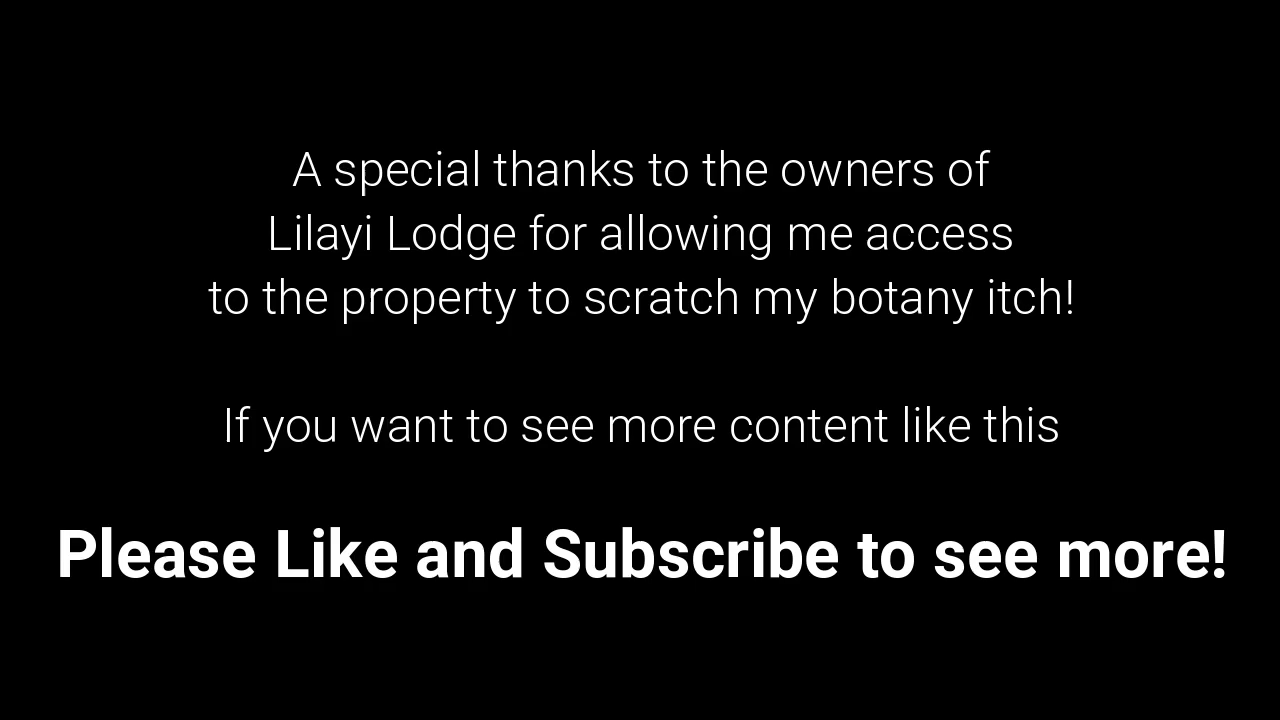 A special thanks to the owners of
Lilayi Lodge for allowing me access
to the property to scratch my botany itch!
If you want to see more content like this
Please Like and Subscribe to see more!